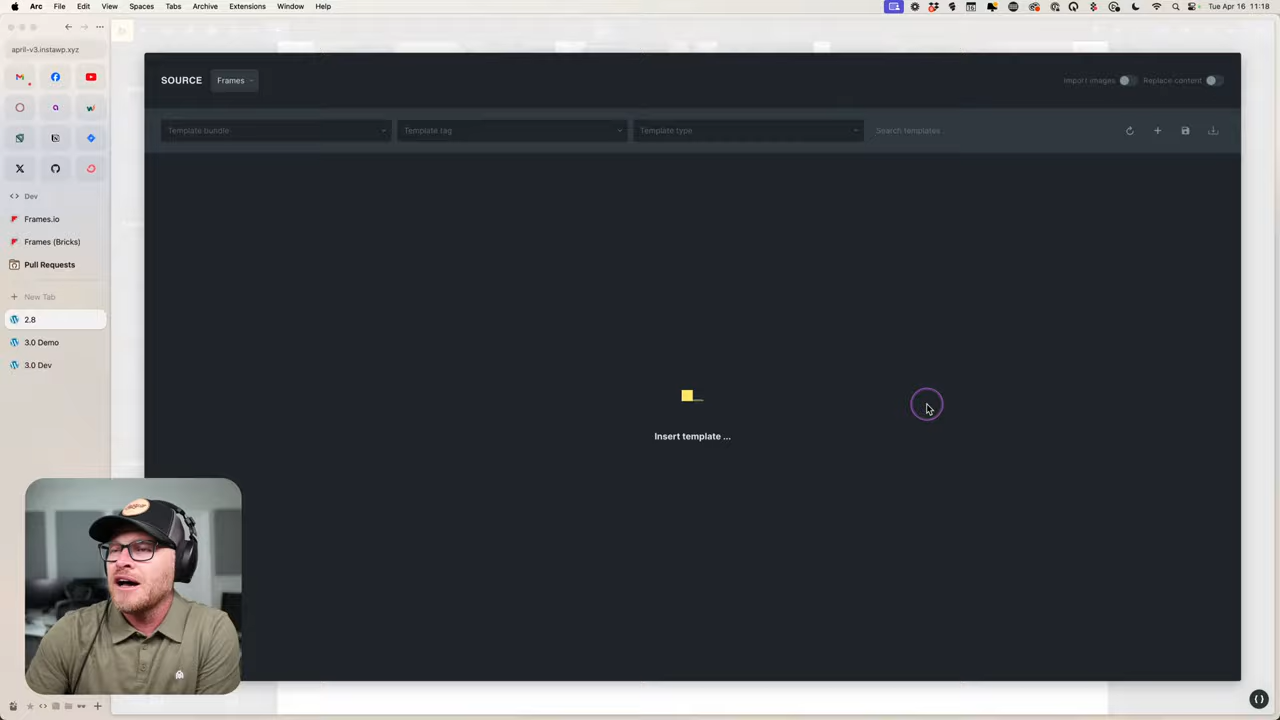 Arc File Edit View Spaces Tabs Archive Extensions Window Help
Tue Apr 16 11:18
april-v3.instawp.xyz
Dev
Frames.io
Frames (Bricks)
Pull Requests
New Tab
2.8
3.0 Demo
3.0 Dev
SOURCE Frames
Import images Replace content
Template bundle Template tag Template type Search templates
Insert template ...